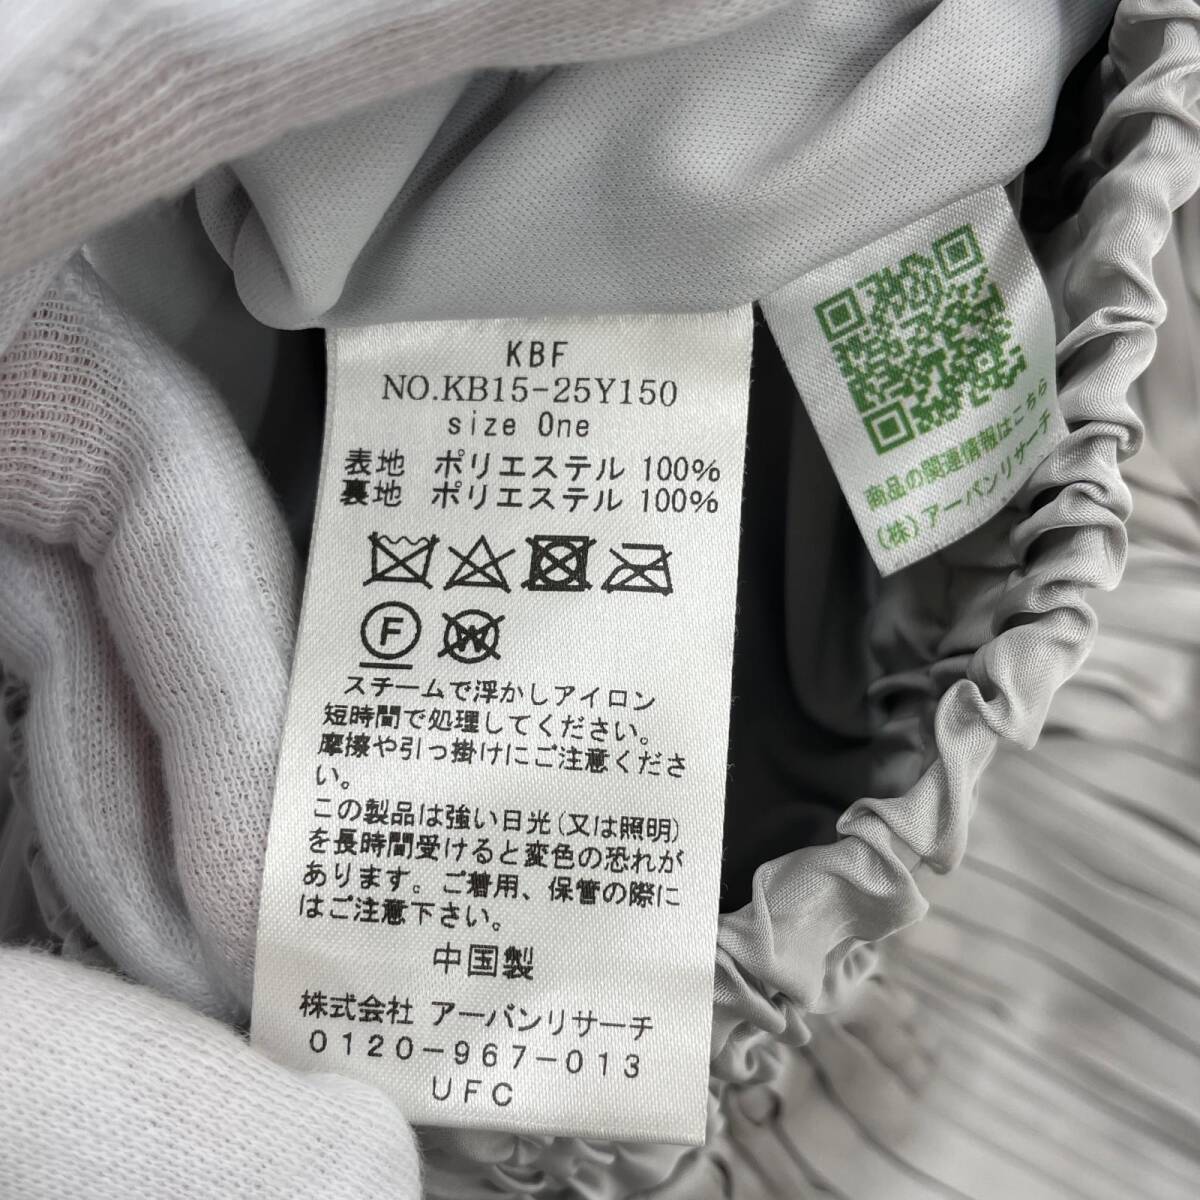 KBF
NO.KB15-25Y150
size One
表地 ポリエステル 100%
裏地 ポリエステル 100%
F
W
スチームで浮かしアイロン
短時間で処理してください。
摩擦や引っ掛けにご注意くださ
い。
この製品は強い日光(又は照明)
を長時間受けると変色の恐れが
あります。ご着用、保管の際に
はご注意下さい。
中国製
株式会社 アーバンリサーチ
0120-967-013
UFC
商品の関連情報はこちら
(株)アーバンリサーチ